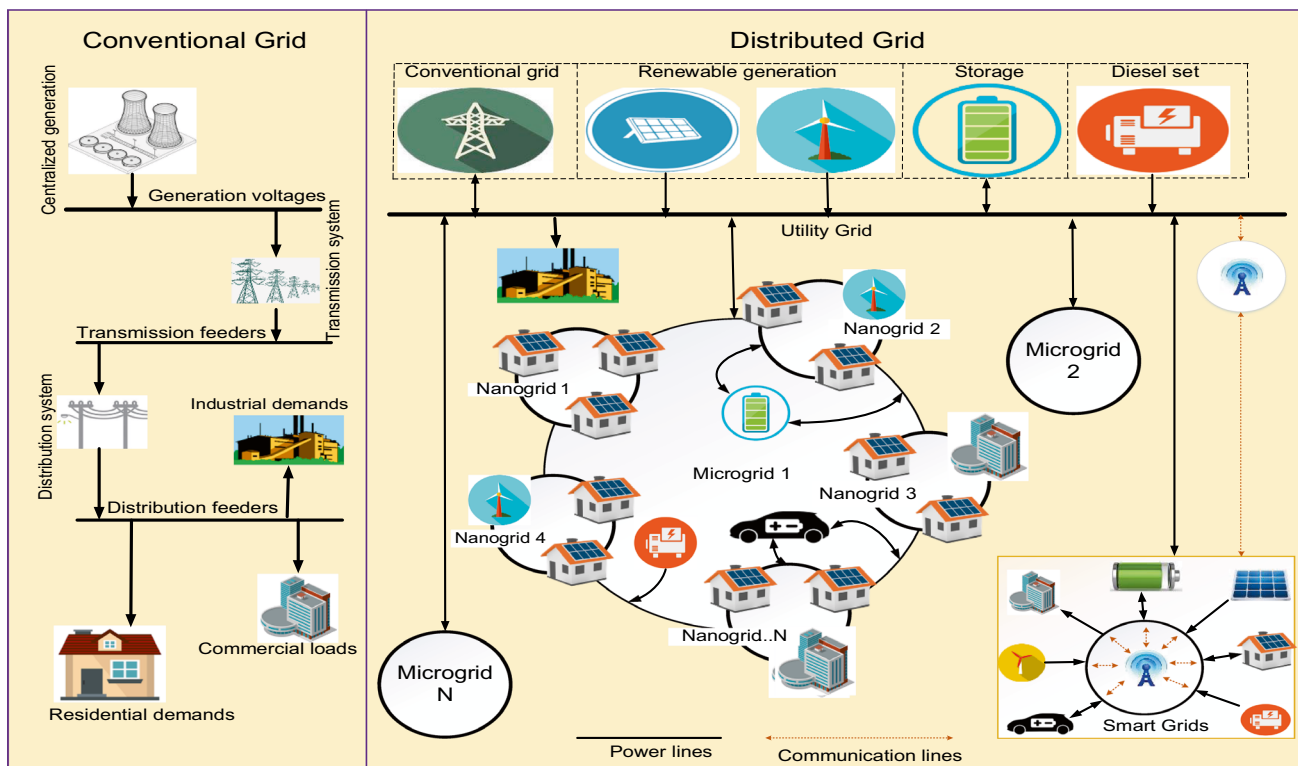 Conventional Grid
Centralized generation
Generation voltages
Transmission system
Transmission feeders
Distribution system
Industrial demands
Distribution feeders
Commercial loads
Residential demands
Distributed Grid
Conventional grid
Renewable generation
Storage
Diesel set
Utility Grid
Nanogrid 2
Microgrid
2
Nanogrid 1
Microgrid 1
Nanogrid 3
Nanogrid 4
Nanogrid..N
Microgrid
N
Smart Grids
Power lines
Communication lines